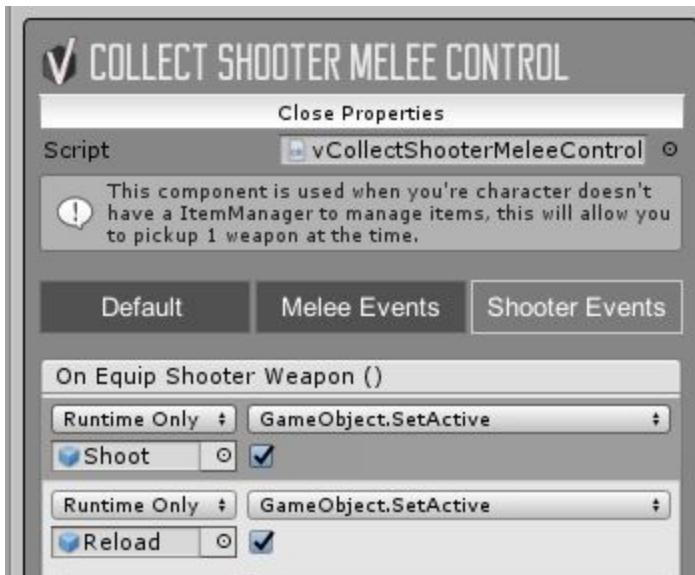 COLLECT SHOOTER MELEE CONTROL
Close Properties
Script vCollectShooterMeleeControl
This component is used when you're character doesn't
have a ItemManager to manage items, this will allow you
to pickup 1 weapon at the time.
Default Melee Events Shooter Events
On Equip Shooter Weapon ()
Runtime Only GameObject.SetActive
Shoot
Runtime Only GameObject.SetActive
Reload